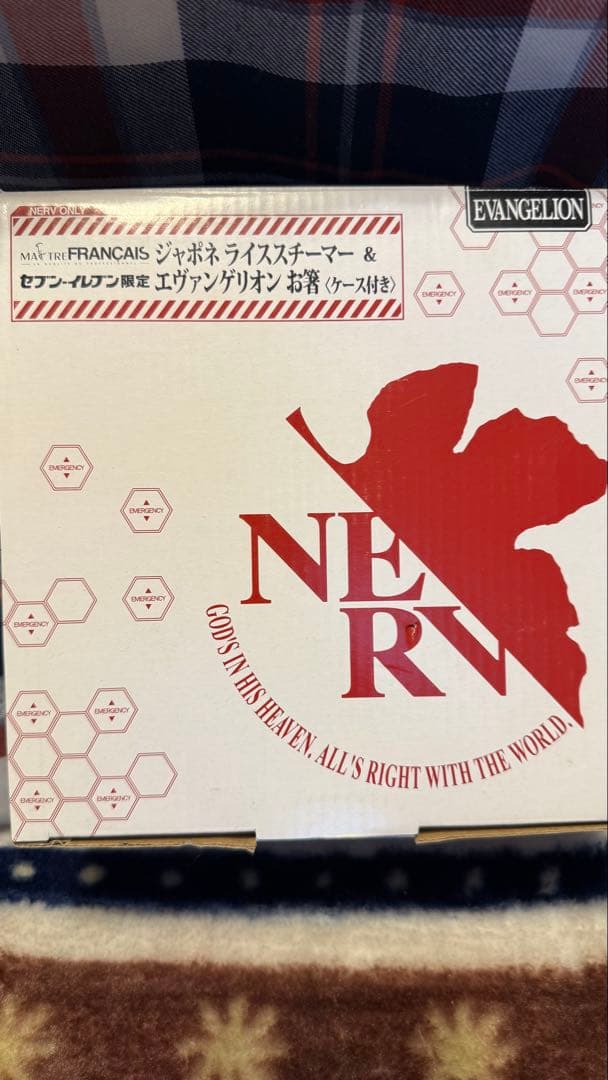 NERV ONLY
EVANGELION
MAITRE FRANÇAIS ジャポネ ライススチーマー &
セブン-イレブン限定 エヴァンゲリオン お箸〈ケース付き〉
EMERGENCY
EMERGENCY
EMERGENCY
EMERGENCY
EMERGENCY
EMERGENCY
EMERGENCY
EMERGENCY
NERV
GOD'S IN HIS HEAVEN. ALL'S RIGHT WITH THE WORLD.
EMERGENCY
EMERGENCY
EMERGENCY
EMERGENCY